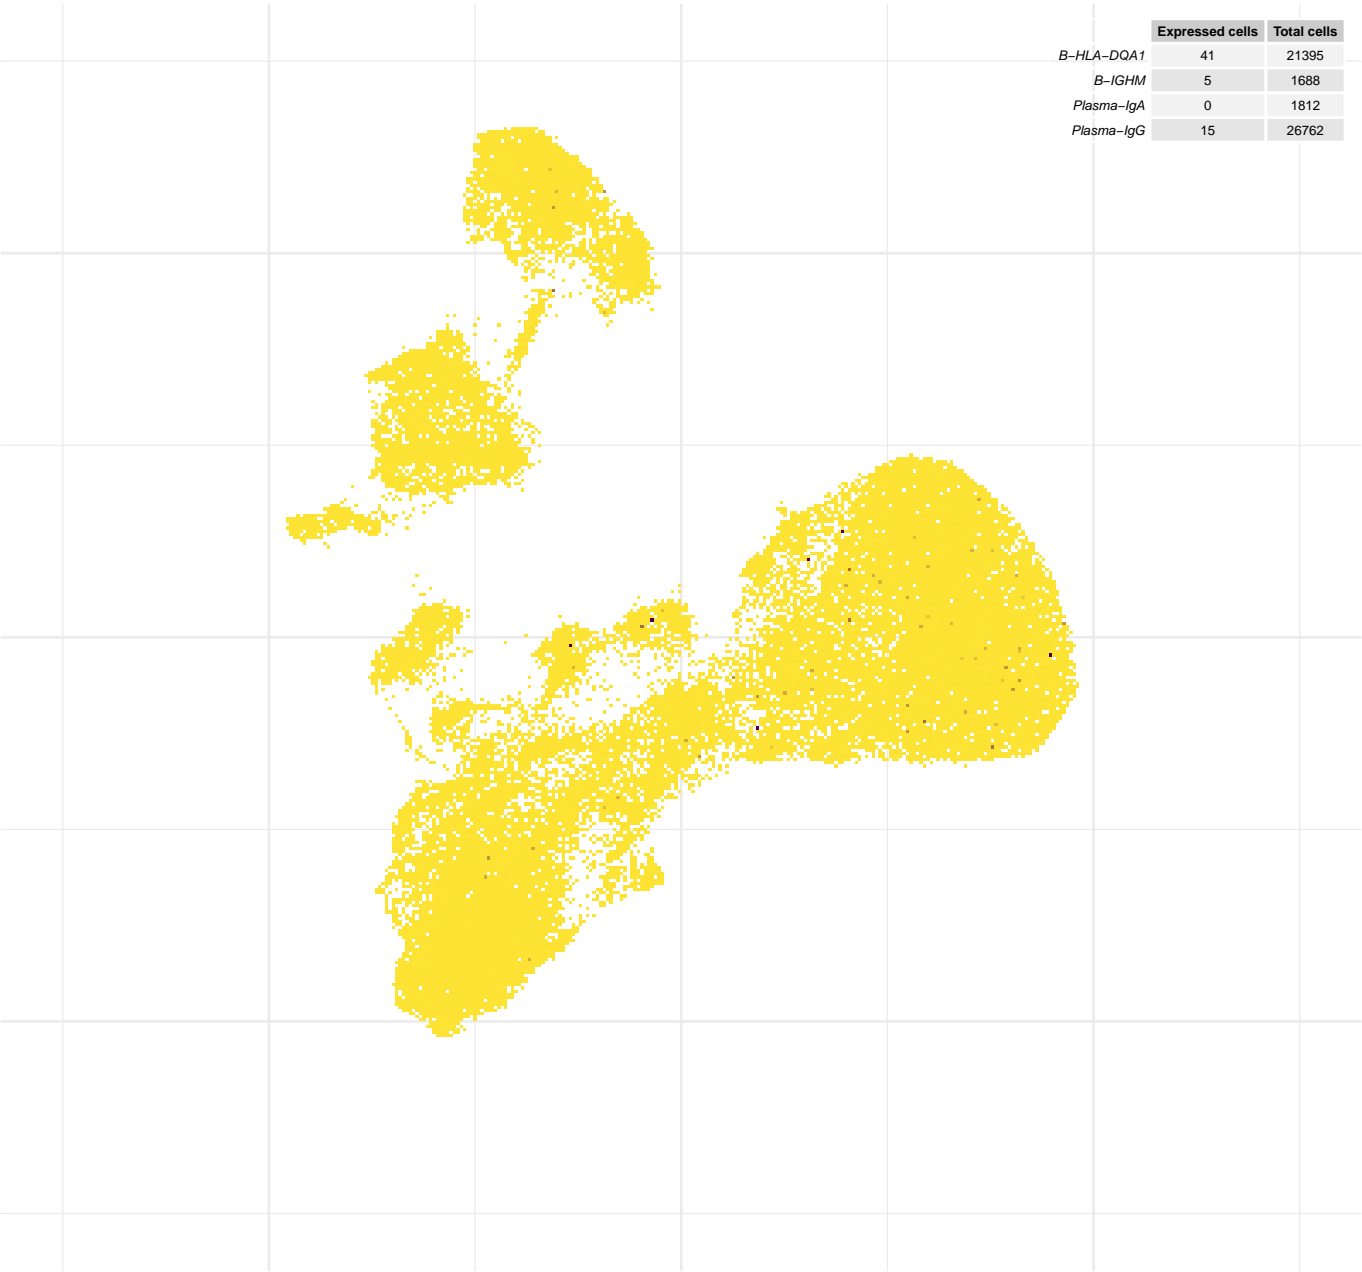 Expressed cells Total cells
B−HLA−DQA1 41 21395
B−IGHM 5 1688
Plasma−IgA 0 1812
Plasma−IgG 15 26762